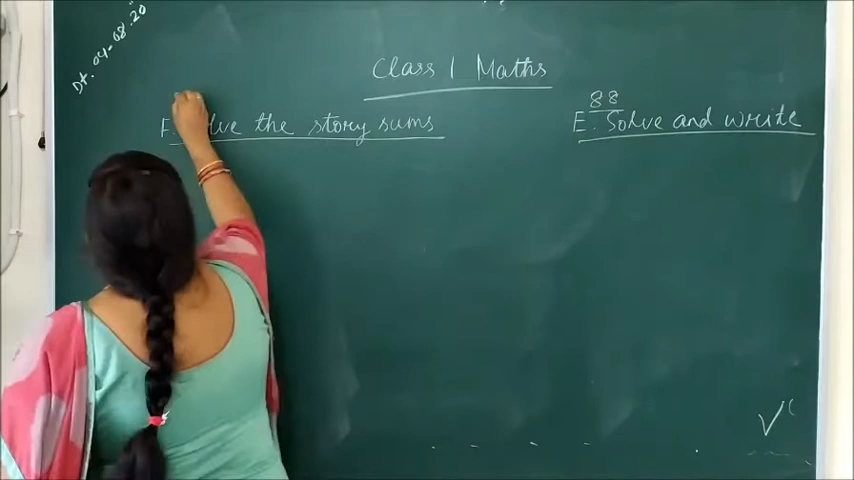 Dt. 04-08.20
Class 1 Maths
F. lve the story sums
88
E. Solve and write